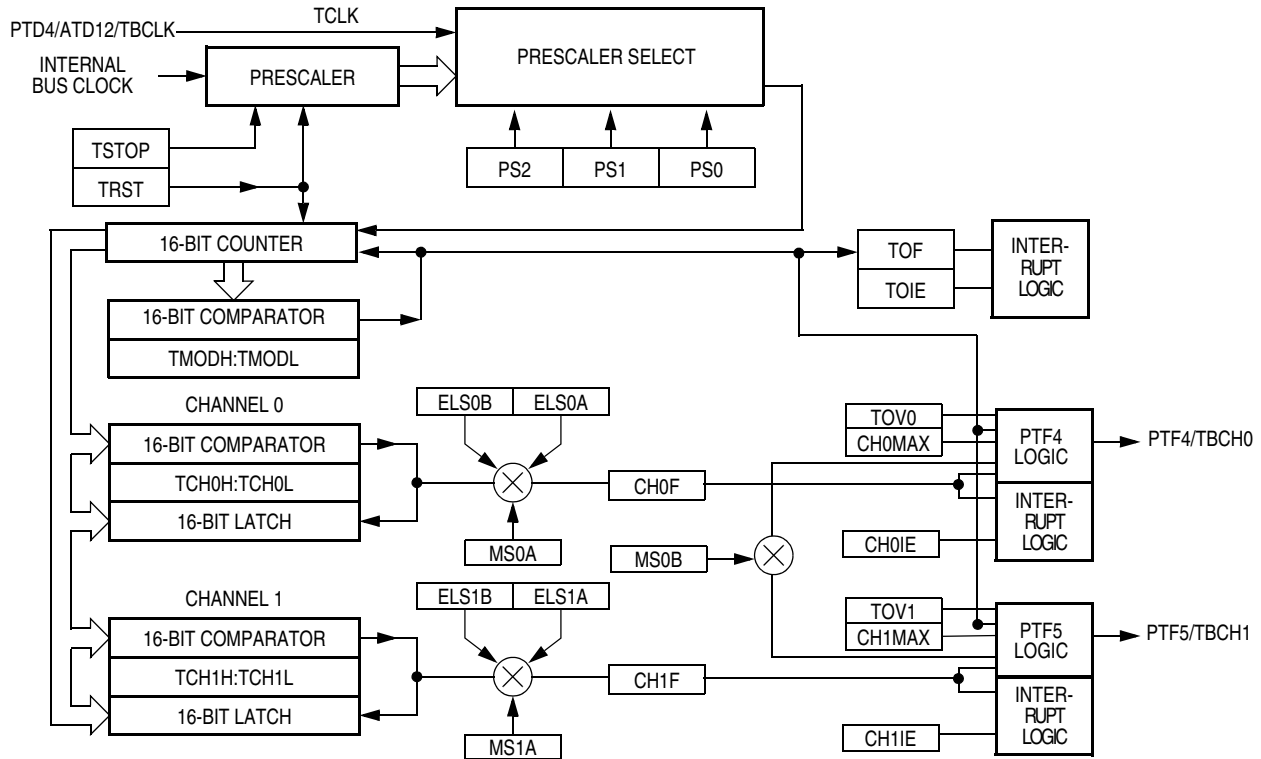 TCLK
PTD4/ATD12/TBCLK
INTERNAL
BUS CLOCK
PRESCALER
PRESCALER SELECT
TSTOP
TRST
PS2
PS1
PS0
16-BIT COUNTER
TOF
TOIE
INTER-
RUPT
LOGIC
16-BIT COMPARATOR
TMODH:TMODL
CHANNEL 0
ELS0B
ELS0A
16-BIT COMPARATOR
TCH0H:TCH0L
16-BIT LATCH
MS0A
CH0F
TOV0
CH0MAX
PTF4
LOGIC
PTF4/TBCH0
INTER-
RUPT
LOGIC
CH0IE
MS0B
CHANNEL 1
ELS1B
ELS1A
16-BIT COMPARATOR
TCH1H:TCH1L
16-BIT LATCH
MS1A
CH1F
TOV1
CH1MAX
PTF5
LOGIC
PTF5/TBCH1
INTER-
RUPT
LOGIC
CH1IE